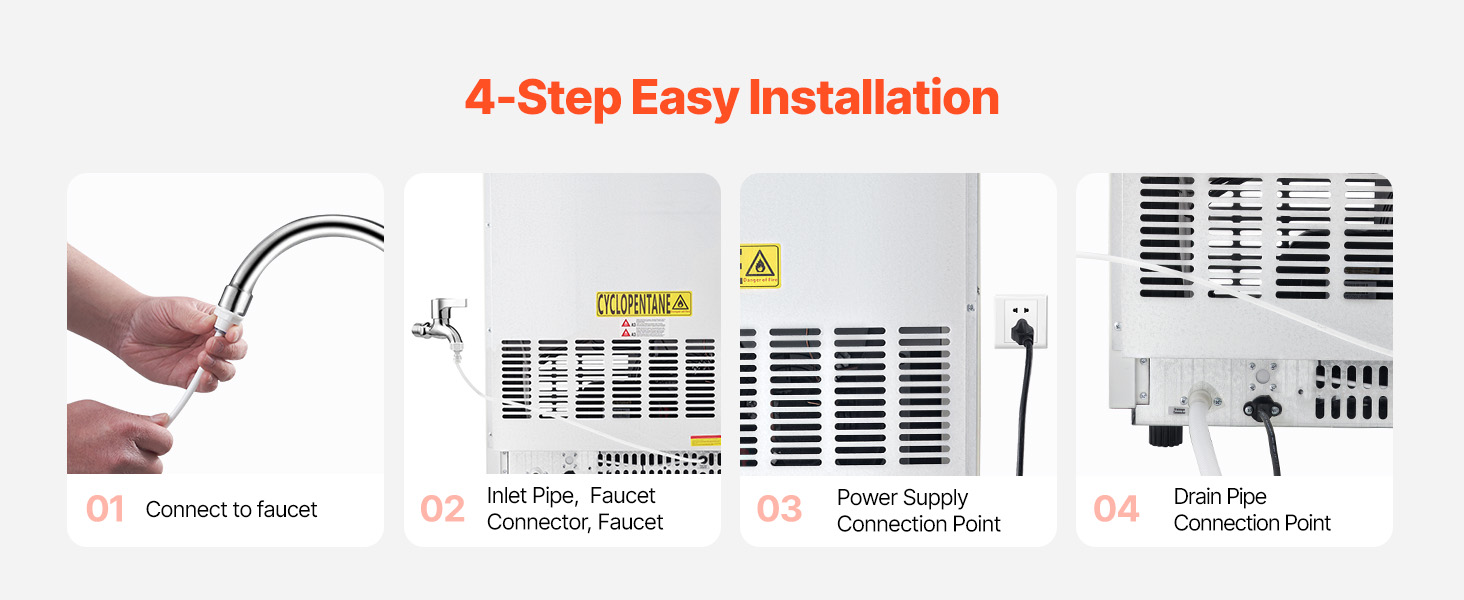 4-Step Easy Installation
01 Connect to faucet
CYCLOPENTANE
02 Inlet Pipe, Faucet
Connector, Faucet
Danger of Fire
03 Power Supply
Connection Point
04 Drain Pipe
Connection Point